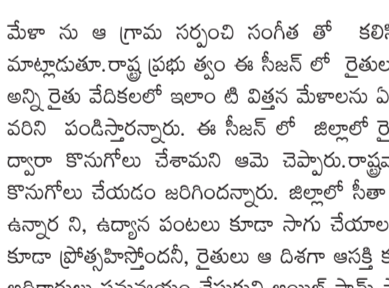 మేళా ను ఆ గ్రామ సర్పంచి సంగీత తో
మాట్లాడుతూ.రాష్ట్ర ప్రభు త్వం ఈ సీజన్ లో
అన్ని రైతు వేదికలలో ఇలాం టి విత్తన మేళాలను
వరిని పండిస్తారన్నారు. ఈ సీజన్ లో జిల్లాలో
ద్వారా కొనుగోలు చేశామని ఆమె చెప్పారు.
కొనుగోలు చేయడం జరిగిందన్నారు. జిల్లాలో సీతా
ఉన్నార ని, ఉద్యాన పంటలు కూడా సాగు
కూడా ప్రోత్సహిస్తోందనీ, రైతులు ఆ దిశగా ఆసక్తి